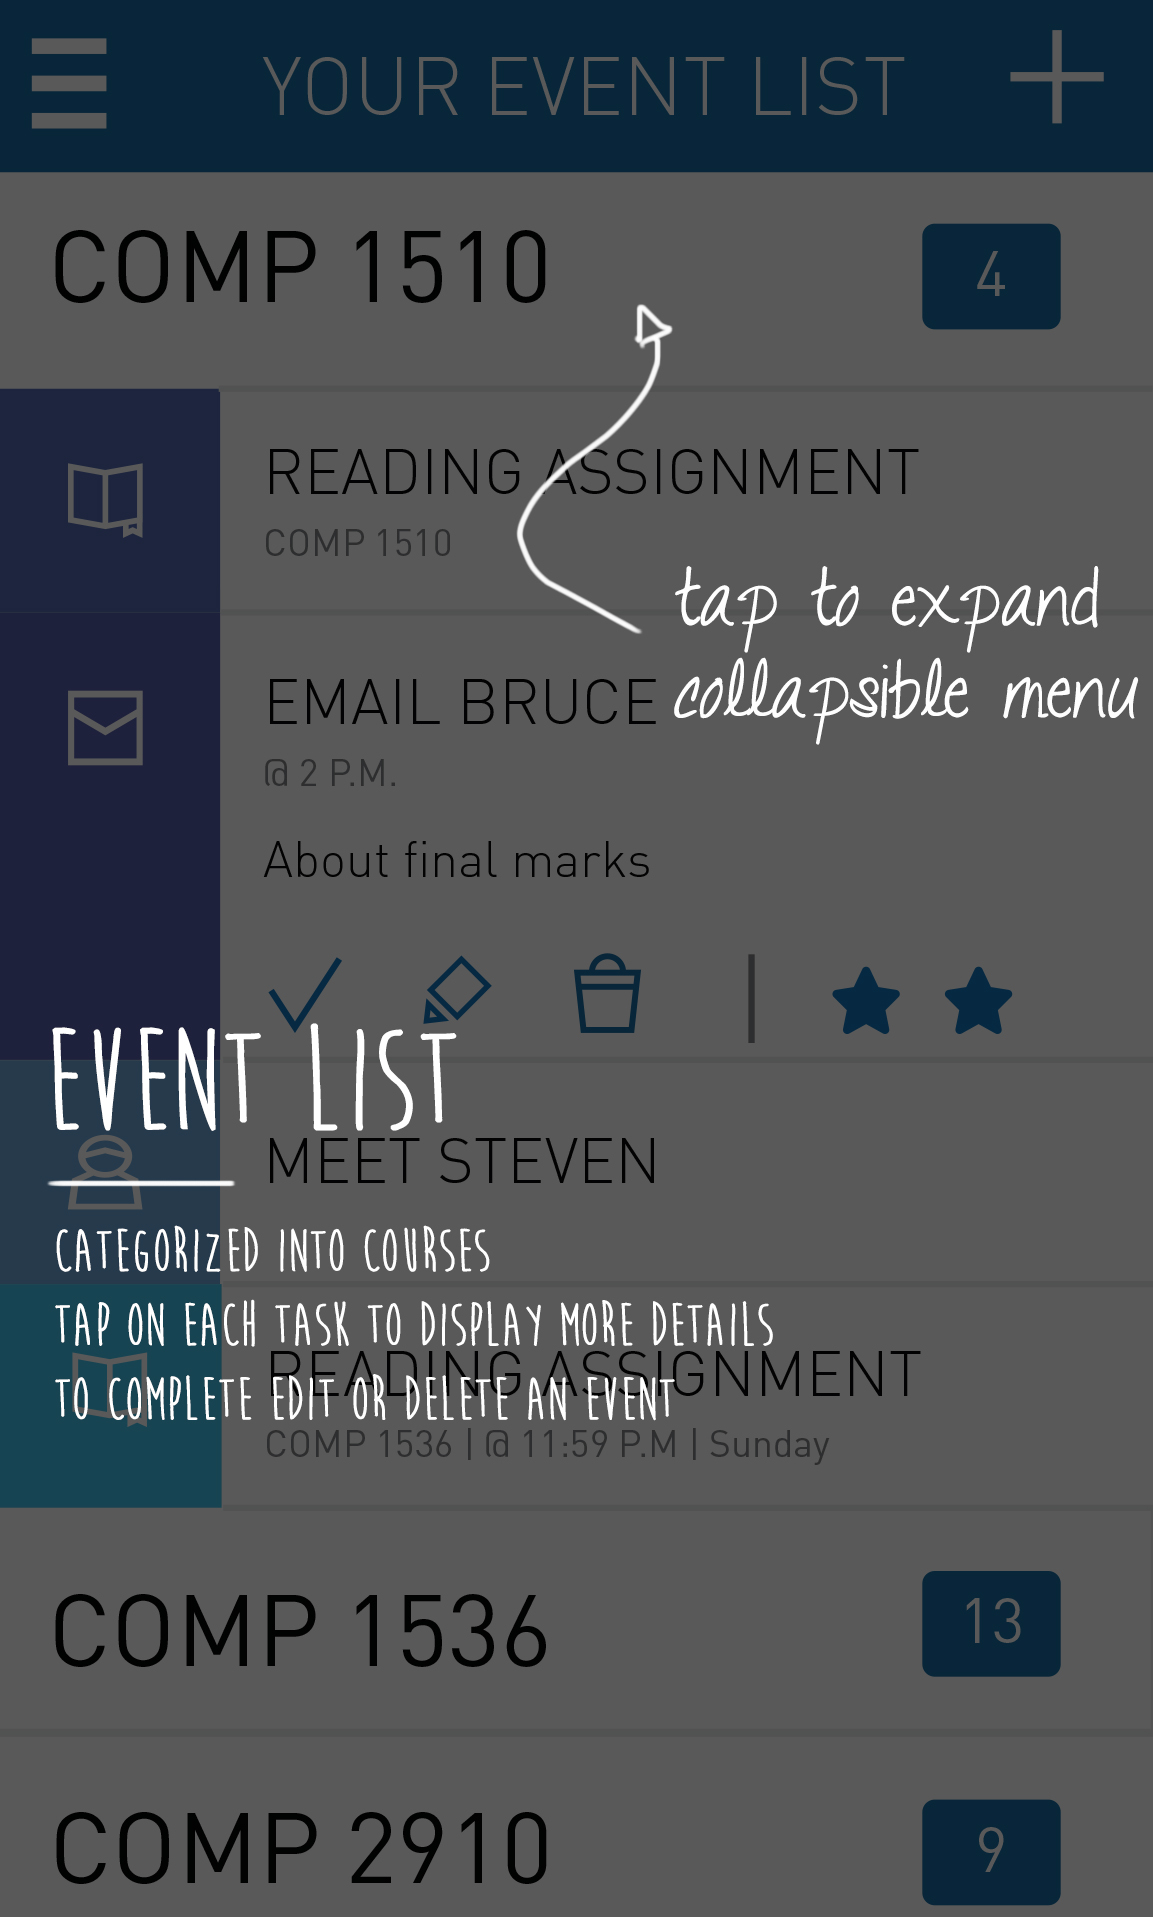 YOUR EVENT LIST
COMP 1510
4
READING ASSIGNMENT
COMP 1510
tap to expand
collapsible menu
EMAIL BRUCE
@ 2 P.M.
About final marks
EVENT LIST
MEET STEVEN
CATEGORIZED INTO COURSES
TAP ON EACH TASK TO DISPLAY MORE DETAILS
READING ASSIGNMENT
TO COMPLETE EDIT OR DELETE AN EVENT
COMP 1536 | @ 11:59 P.M | Sunday
COMP 1536
13
COMP 2910
9